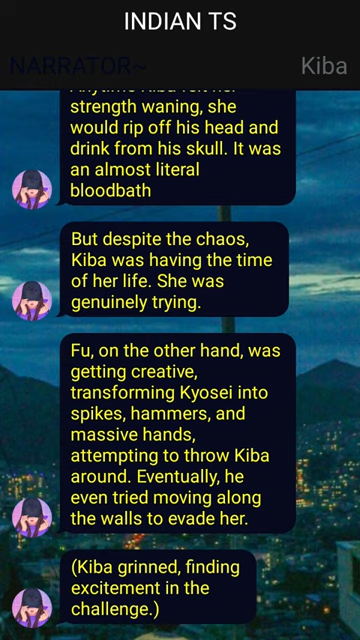 INDIAN TS
NARRATOR~ Kiba
Anytime Kiba felt her
strength waning, she
would rip off his head and
drink from his skull. It was
an almost literal
bloodbath
But despite the chaos,
Kiba was having the time
of her life. She was
genuinely trying.
Fu, on the other hand, was
getting creative,
transforming Kyosei into
spikes, hammers, and
massive hands,
attempting to throw Kiba
around. Eventually, he
even tried moving along
the walls to evade her.
(Kiba grinned, finding
excitement in the
challenge.)